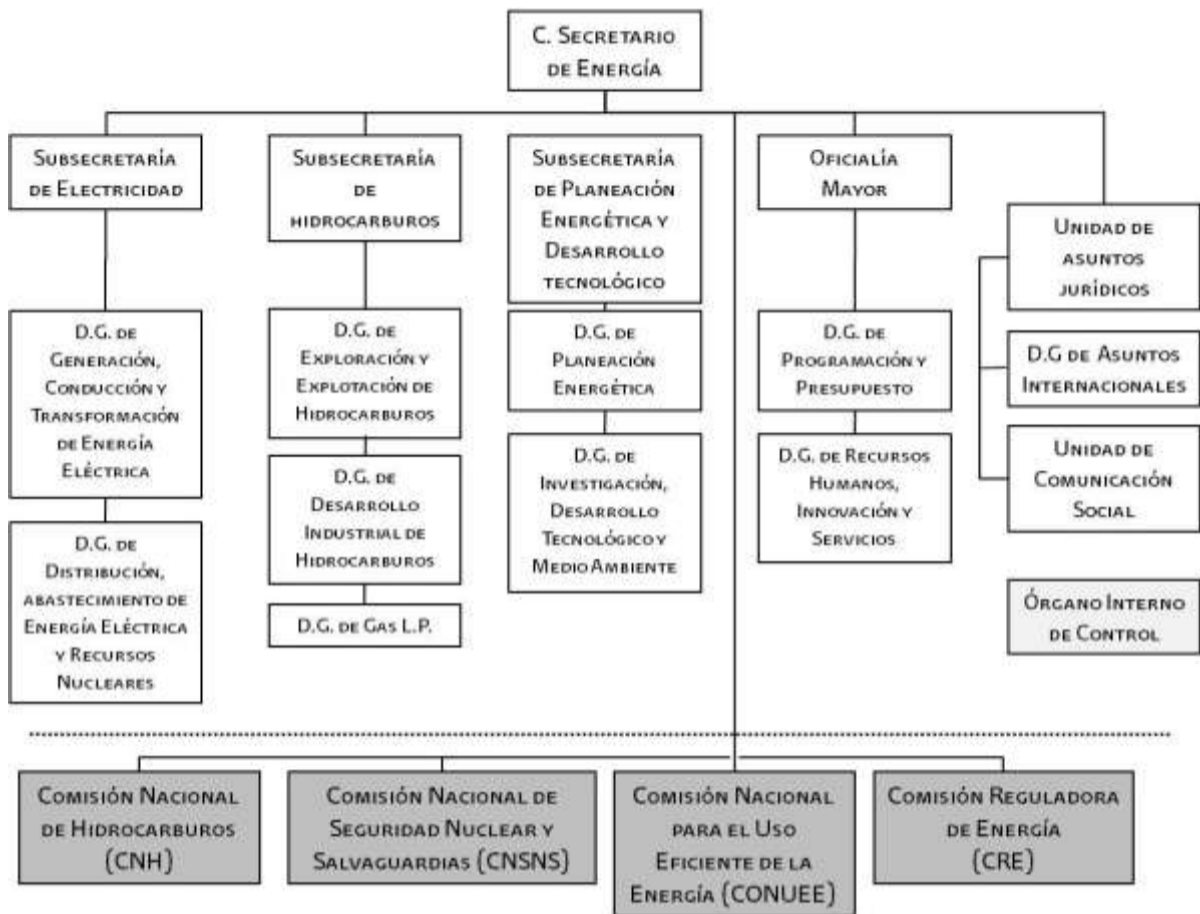 C. Secretario
de Energía
Subsecretaría
de Electricidad
Subsecretaría
de
hidrocarburos
Subsecretaría
de Planeación
Energética y
Desarrollo
tecnológico
Oficialía
Mayor
Unidad de
asuntos
jurídicos
D.G. de
Generación,
Conducción y
Transformación
de Energía
Eléctrica
D.G. de
Exploración y
Explotación de
Hidrocarburos
D.G. de
Planeación
Energética
D.G. de
Programación y
Presupuesto
D.G de Asuntos
Internacionales
D.G. de
Desarrollo
Industrial de
Hidrocarburos
D.G. de
Investigación,
Desarrollo
Tecnológico y
Medio Ambiente
D.G. de Recursos
Humanos,
Innovación y
Servicios
Unidad de
Comunicación
Social
D.G. de
Distribución,
abastecimiento de
Energía Eléctrica
y Recursos
Nucleares
D.G. de Gas L.P.
Órgano Interno
de Control
Comisión Nacional
de Hidrocarburos
(CNH)
Comisión Nacional de
Seguridad Nuclear y
Salvaguardias (CNSNS)
Comisión Nacional
para el Uso
Eficiente de la
Energía (CONUEE)
Comisión Reguladora
de Energía
(CRE)